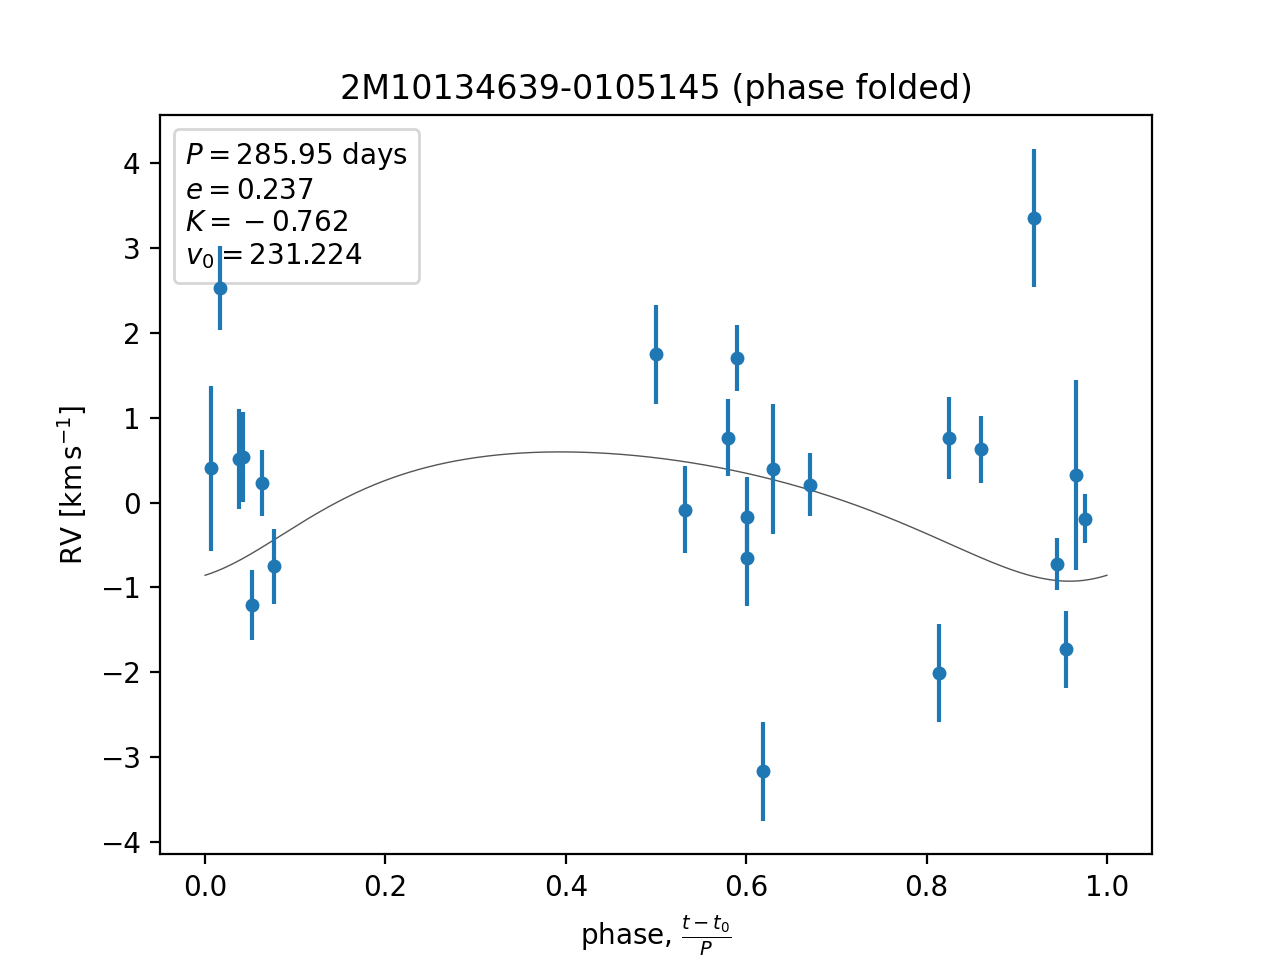 2M10134639-0105145 (phase folded)
P = 285.95 days
e = 0.237
K = −0.762
v₀ = 231.224
4
3
2
1
0
−1
−2
−3
−4
RV [km s⁻¹]
0.0 0.2 0.4 0.6 0.8 1.0
phase, (t − t₀)/P